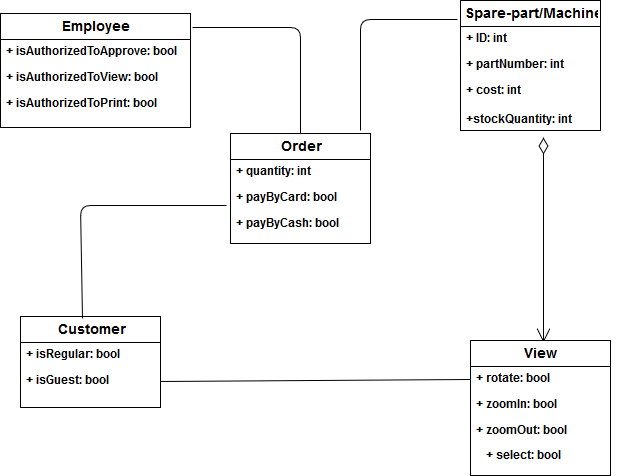 Employee
+ isAuthorizedToApprove: bool
+ isAuthorizedToView: bool
+ isAuthorizedToPrint: bool
Spare-part/Machine
+ ID: int
+ partNumber: int
+ cost: int
+stockQuantity: int
Order
+ quantity: int
+ payByCard: bool
+ payByCash: bool
Customer
+ isRegular: bool
+ isGuest: bool
View
+ rotate: bool
+ zoomIn: bool
+ zoomOut: bool
+ select: bool